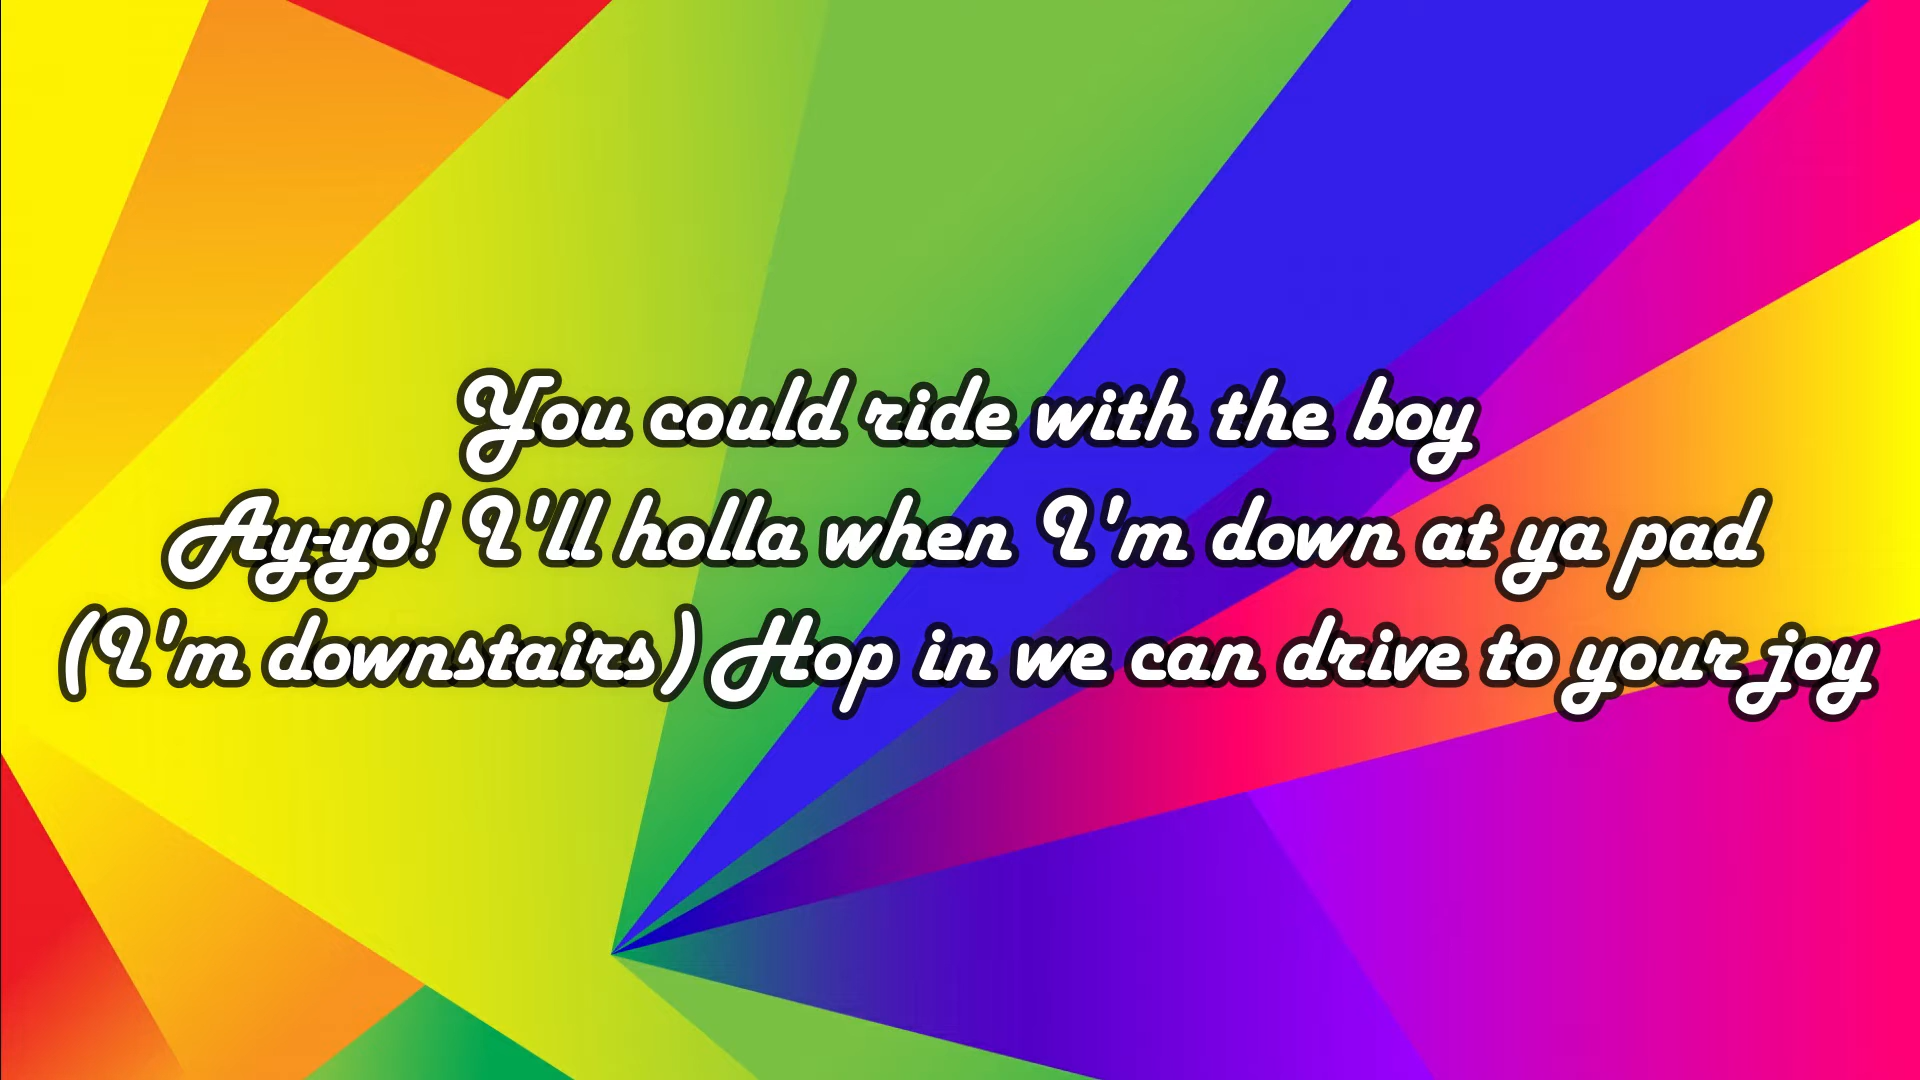 You could ride with the boy
Ay-yo! I'll holla when I'm down at ya pad
(I'm downstairs) Hop in we can drive to your joy